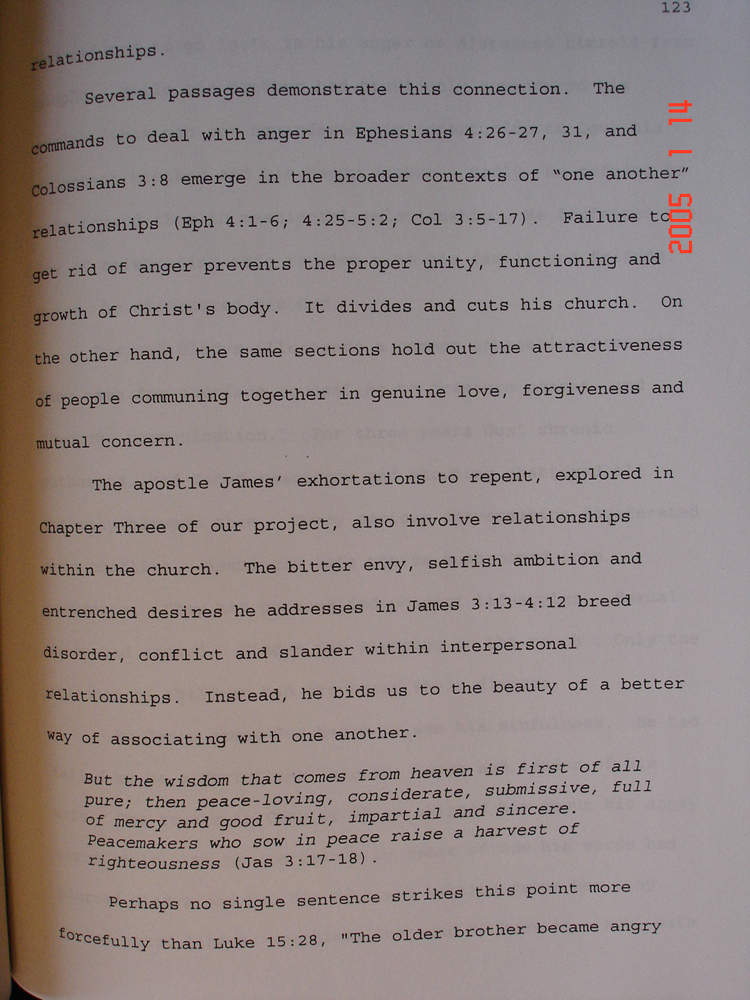 123
relationships.
Several passages demonstrate this connection. The
commands to deal with anger in Ephesians 4:26-27, 31, and
Colossians 3:8 emerge in the broader contexts of “one another”
relationships (Eph 4:1-6; 4:25-5:2; Col 3:5-17). Failure to
get rid of anger prevents the proper unity, functioning and
growth of Christ's body. It divides and cuts his church. On
the other hand, the same sections hold out the attractiveness
of people communing together in genuine love, forgiveness and
mutual concern.
The apostle James’ exhortations to repent, explored in
Chapter Three of our project, also involve relationships
within the church. The bitter envy, selfish ambition and
entrenched desires he addresses in James 3:13-4:12 breed
disorder, conflict and slander within interpersonal
relationships. Instead, he bids us to the beauty of a better
way of associating with one another.
But the wisdom that comes from heaven is first of all
pure; then peace-loving, considerate, submissive, full
of mercy and good fruit, impartial and sincere.
Peacemakers who sow in peace raise a harvest of
righteousness (Jas 3:17-18).
Perhaps no single sentence strikes this point more
forcefully than Luke 15:28, "The older brother became angry
2005 1 14